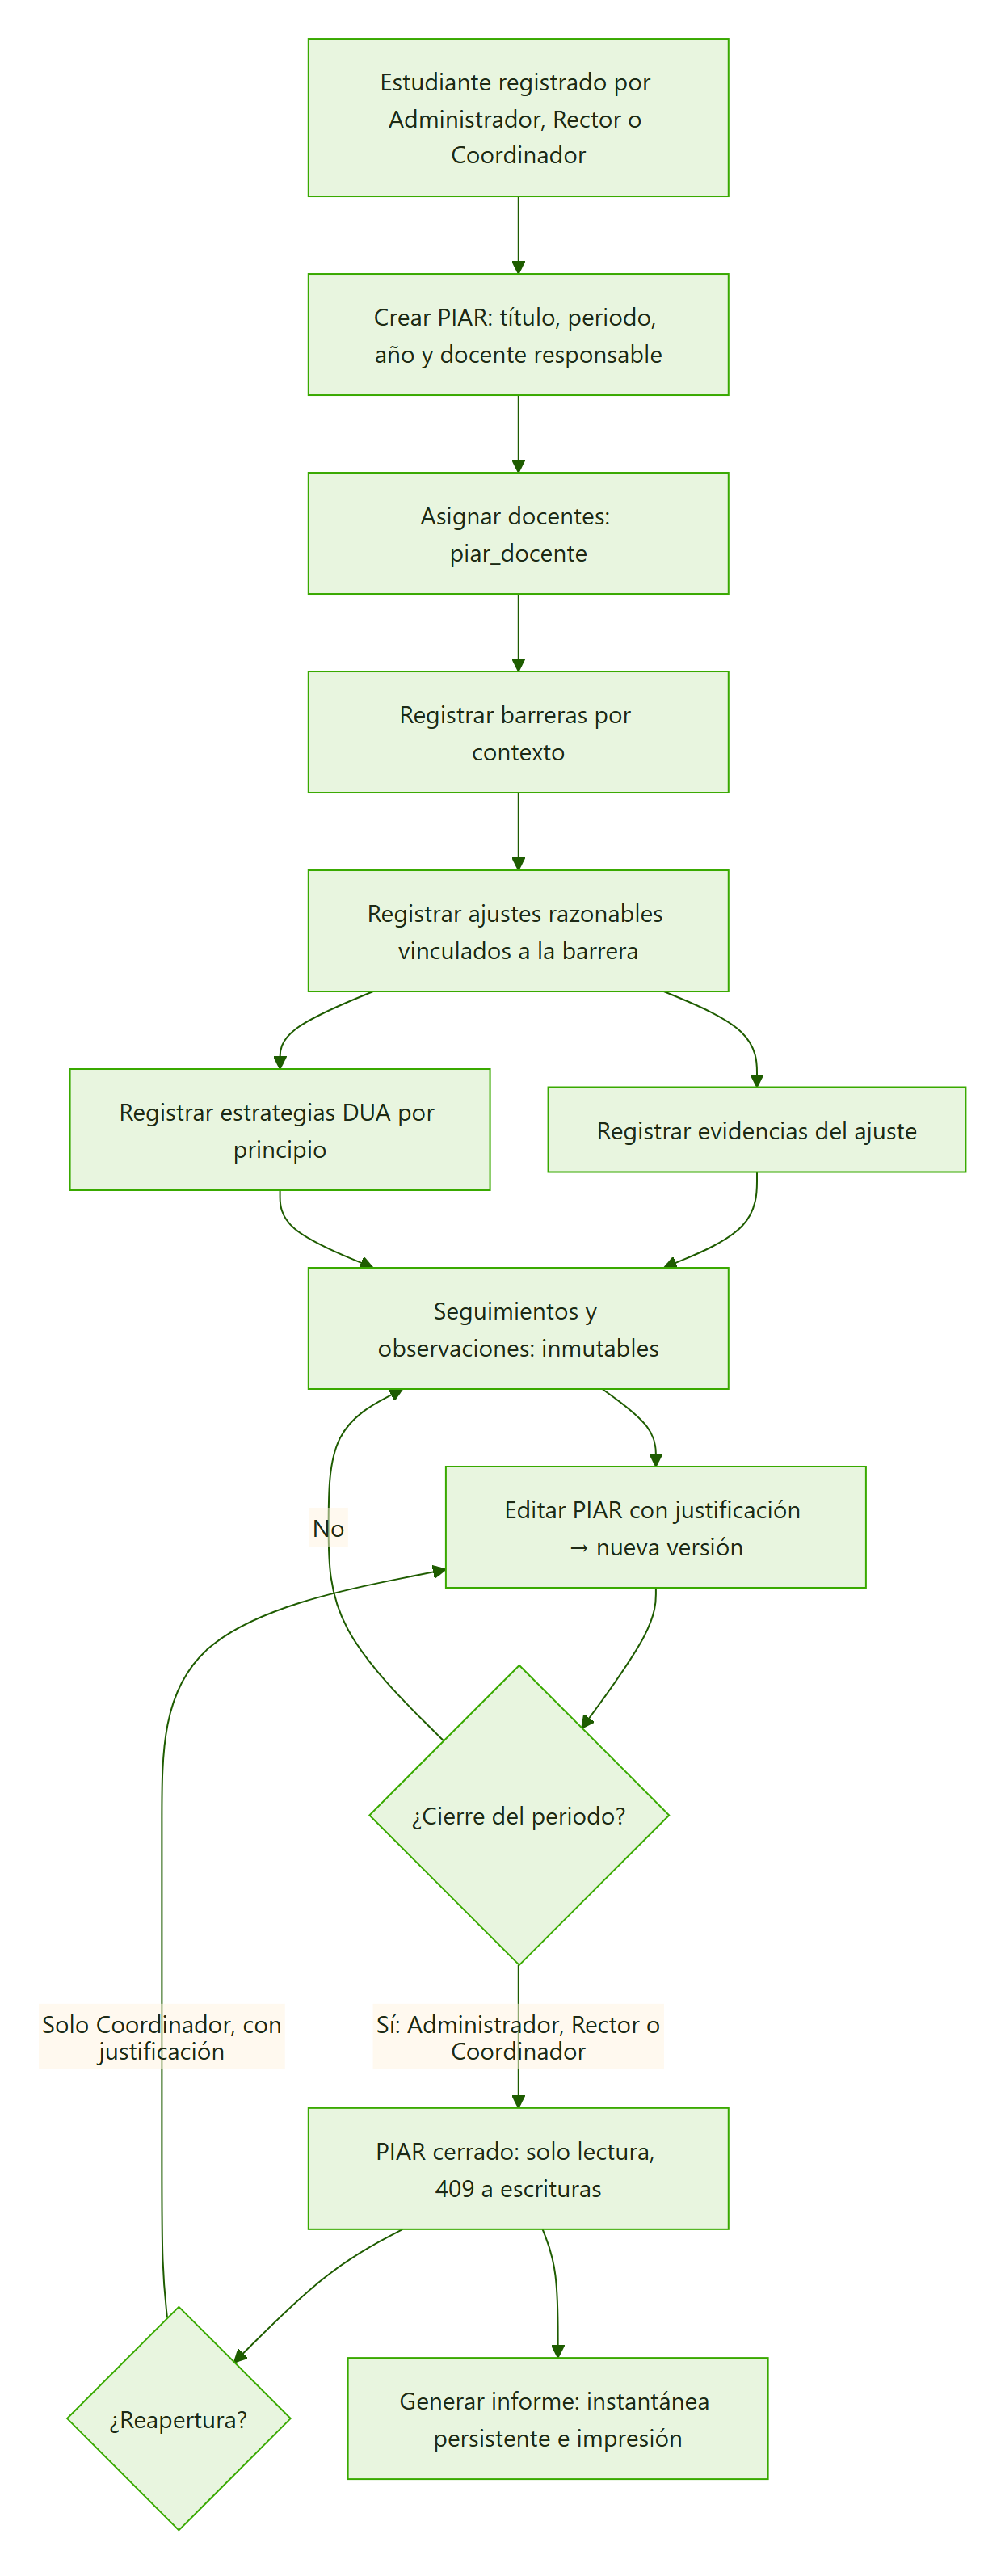 Estudiante registrado por
Administrador, Rector o
Coordinador
Crear PIAR: título, periodo,
año y docente responsable
Asignar docentes:
piar_docente
Registrar barreras por
contexto
Registrar ajustes razonables
vinculados a la barrera
Registrar estrategias DUA por
principio
Registrar evidencias del ajuste
Seguimientos y
observaciones: inmutables
Editar PIAR con justificación
→ nueva versión
No
¿Cierre del periodo?
Solo Coordinador, con
justificación
Sí: Administrador, Rector o
Coordinador
PIAR cerrado: solo lectura,
409 a escrituras
¿Reapertura?
Generar informe: instantánea
persistente e impresión